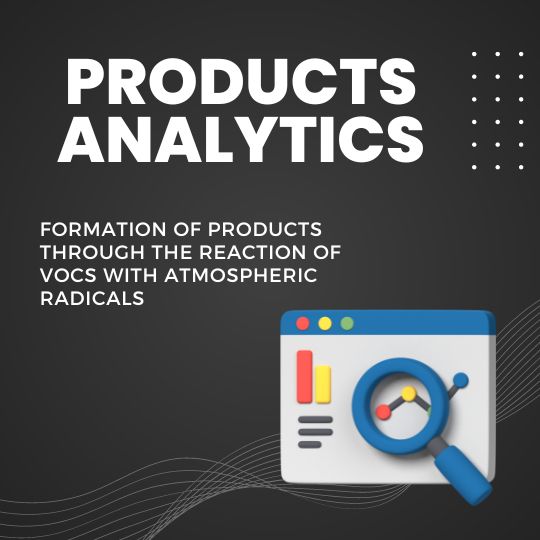 PRODUCTS
ANALYTICS
FORMATION OF PRODUCTS
THROUGH THE REACTION OF
VOCS WITH ATMOSPHERIC
RADICALS